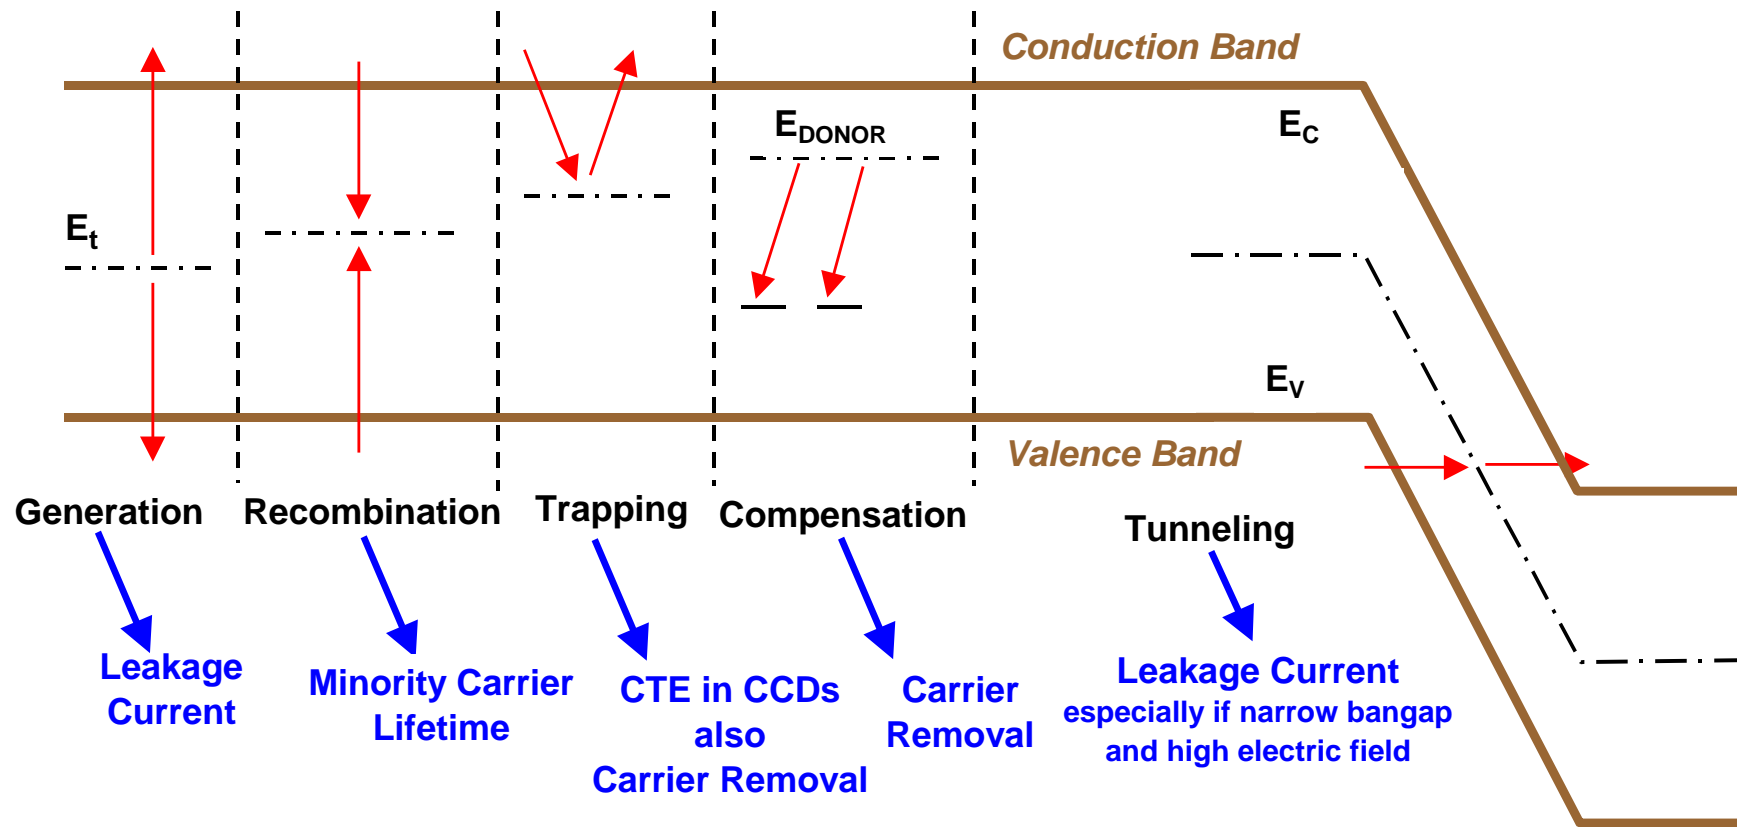 Conduction Band
E_DONOR
E_C
E_t
E_V
Valence Band
Generation
Recombination
Trapping
Compensation
Tunneling
Leakage
Current
Minority Carrier
Lifetime
CTE in CCDs
also
Carrier Removal
Carrier
Removal
Leakage Current
especially if narrow bangap
and high electric field